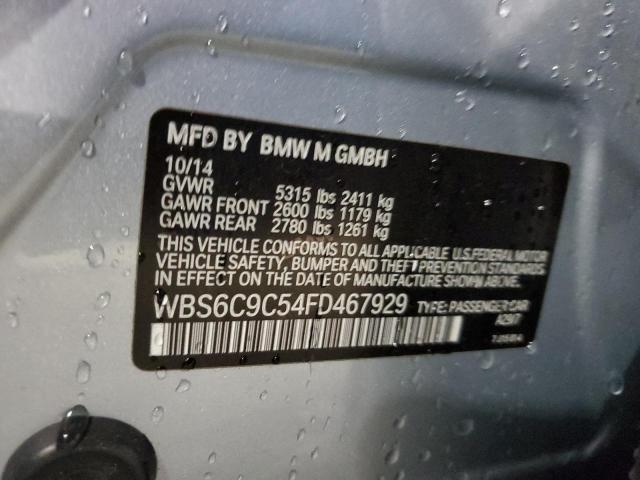 MFD BY BMW M GMBH
10/14
GVWR 5315 lbs 2411 kg
GAWR FRONT 2600 lbs 1179 kg
GAWR REAR 2780 lbs 1261 kg
THIS VEHICLE CONFORMS TO ALL APPLICABLE U.S.FEDERAL MOTOR
VEHICLE SAFETY, BUMPER AND THEFT PREVENTION STANDARDS
IN EFFECT ON THE DATE OF MANUFACTURE SHOWN ABOVE.
WBS6C9C54FD467929 TYPE: PASSENGER CAR